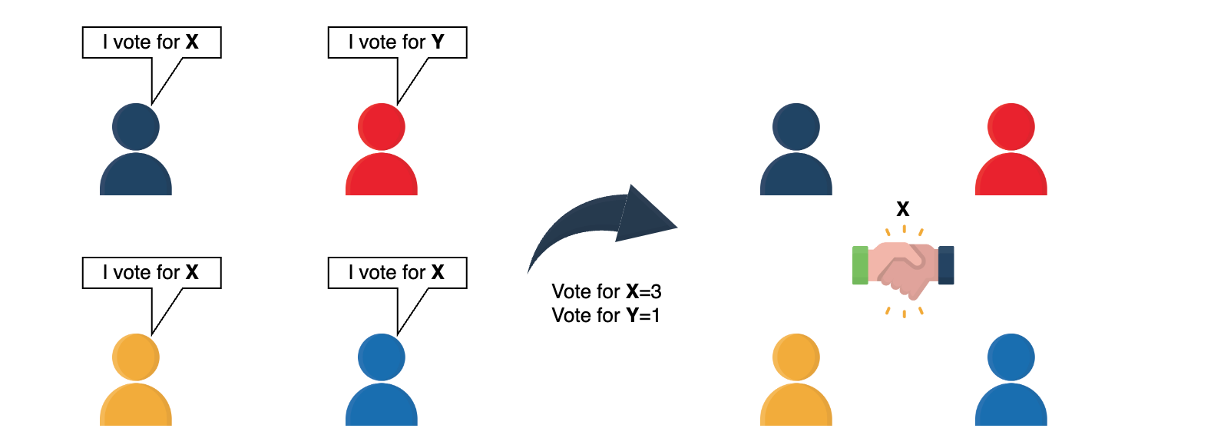 I vote for X
I vote for Y
I vote for X
I vote for X
Vote for X=3
Vote for Y=1
X